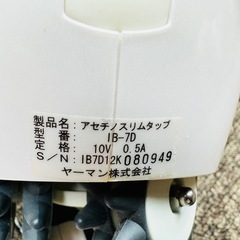 製品名：アセチノスリムタップ
型　番：IB-7D
定　格：10V 0.5A
S／N：IB7D12K080949
ヤーマン株式会社